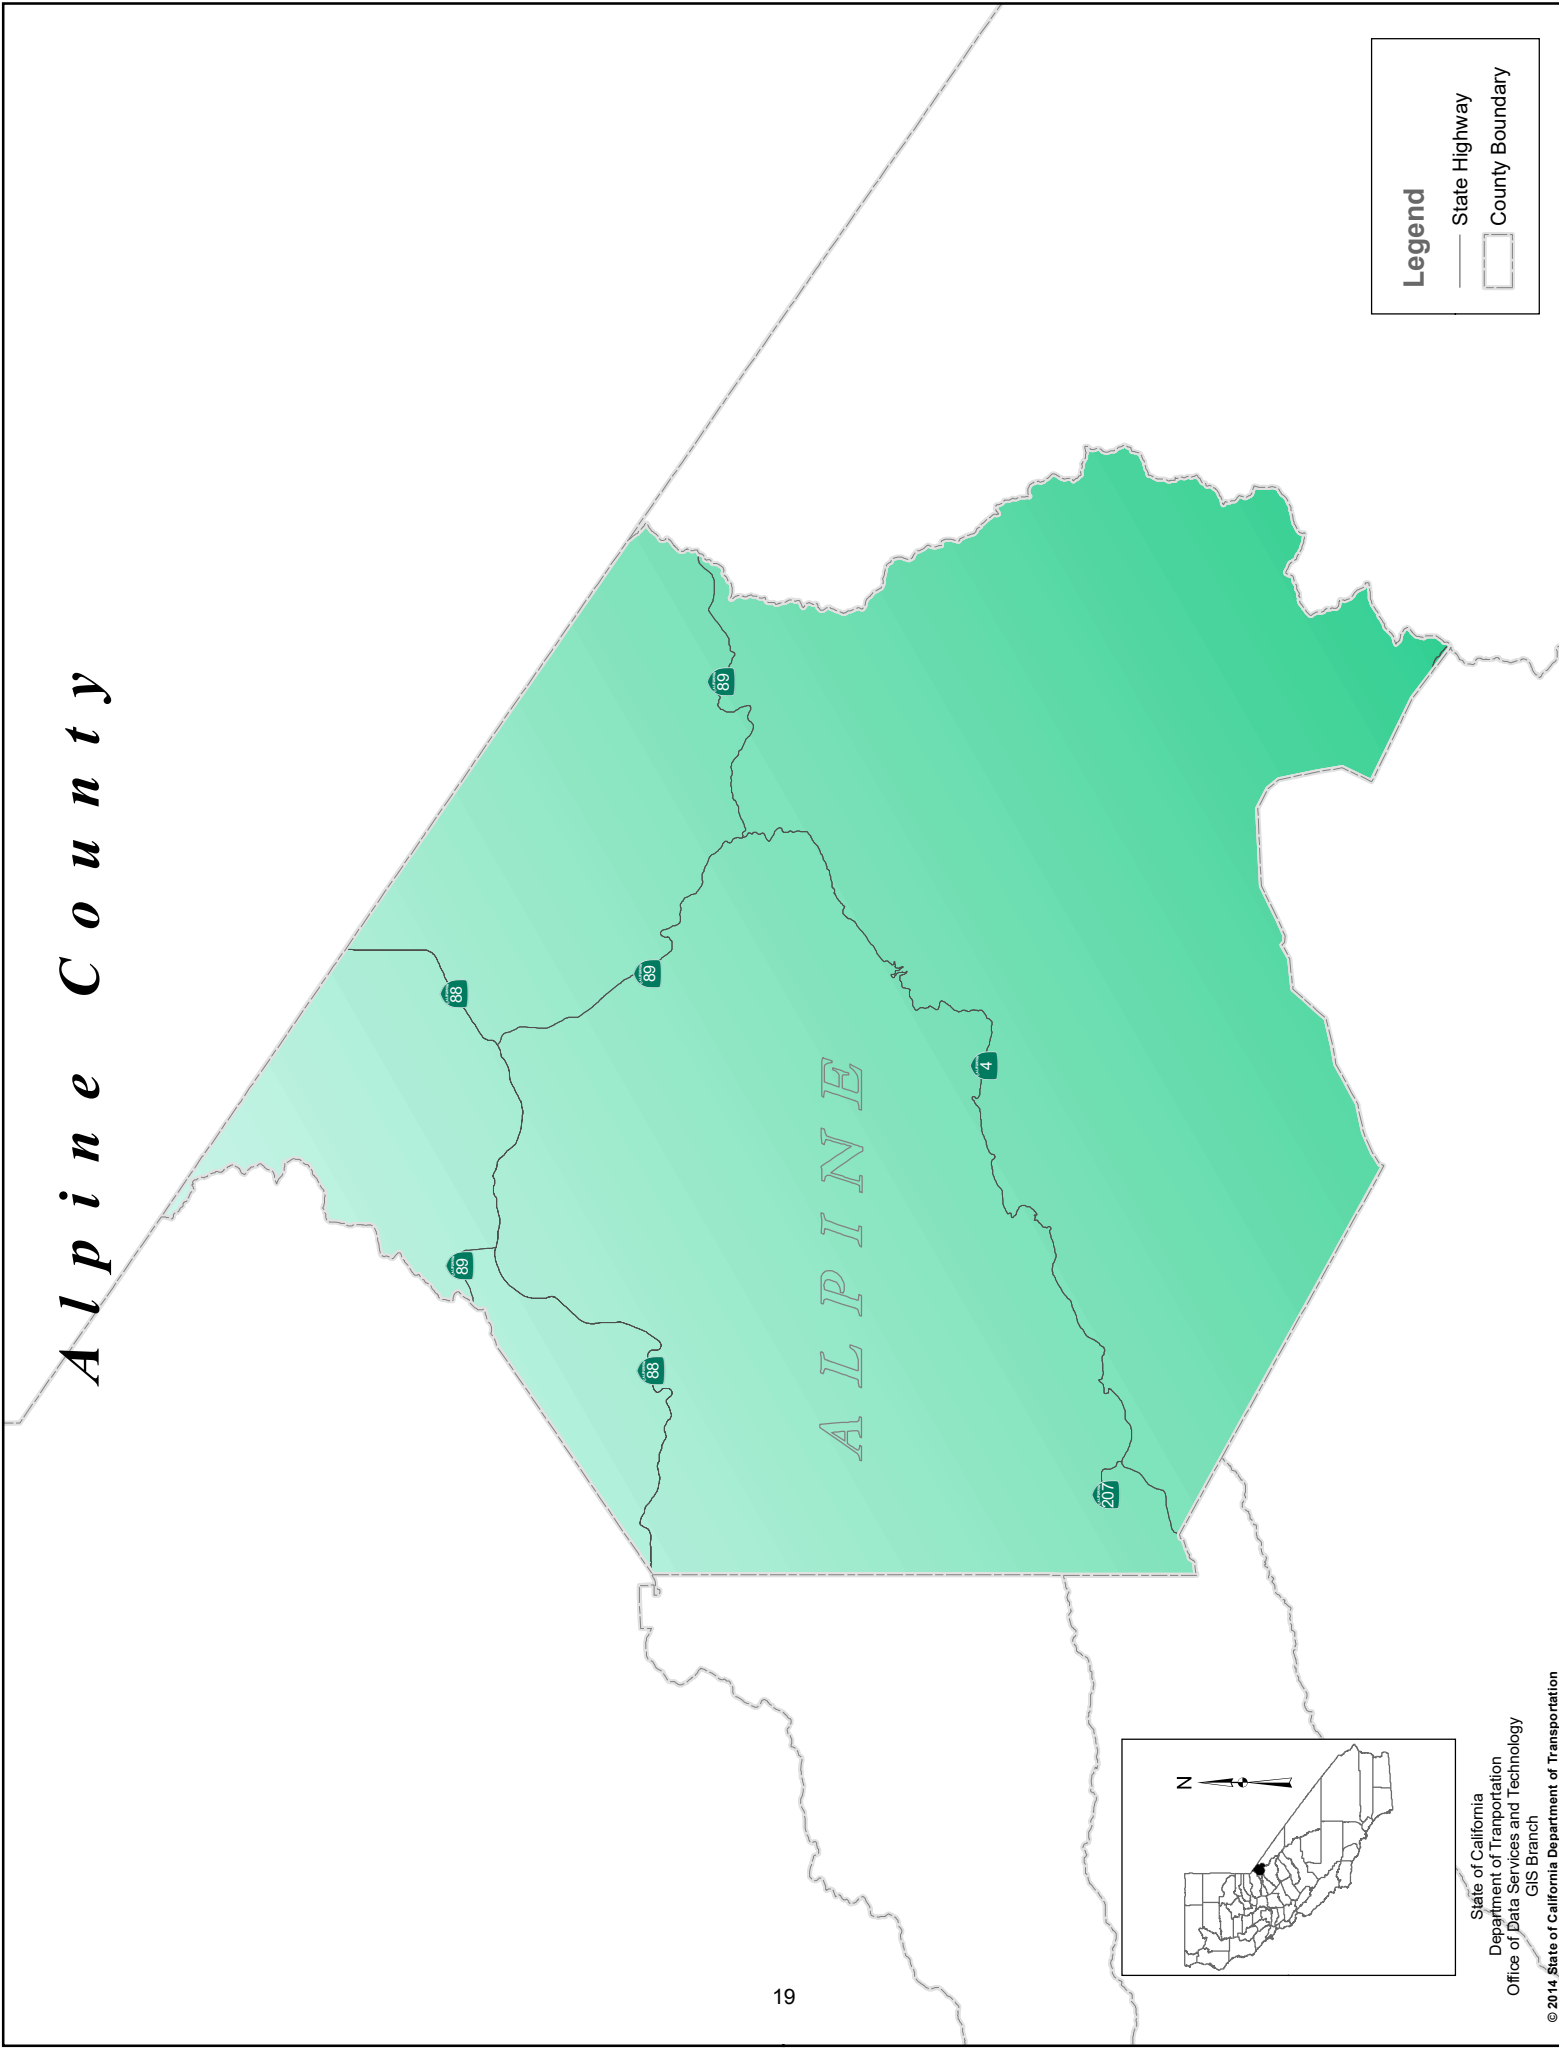 Alpine County
88
89
89
89
88
ALPINE
4
207
Legend
State Highway
County Boundary
N
State of California
Department of Tranportation
Office of Data Services and Technology
GIS Branch
© 2014 State of California Department of Transportation
19